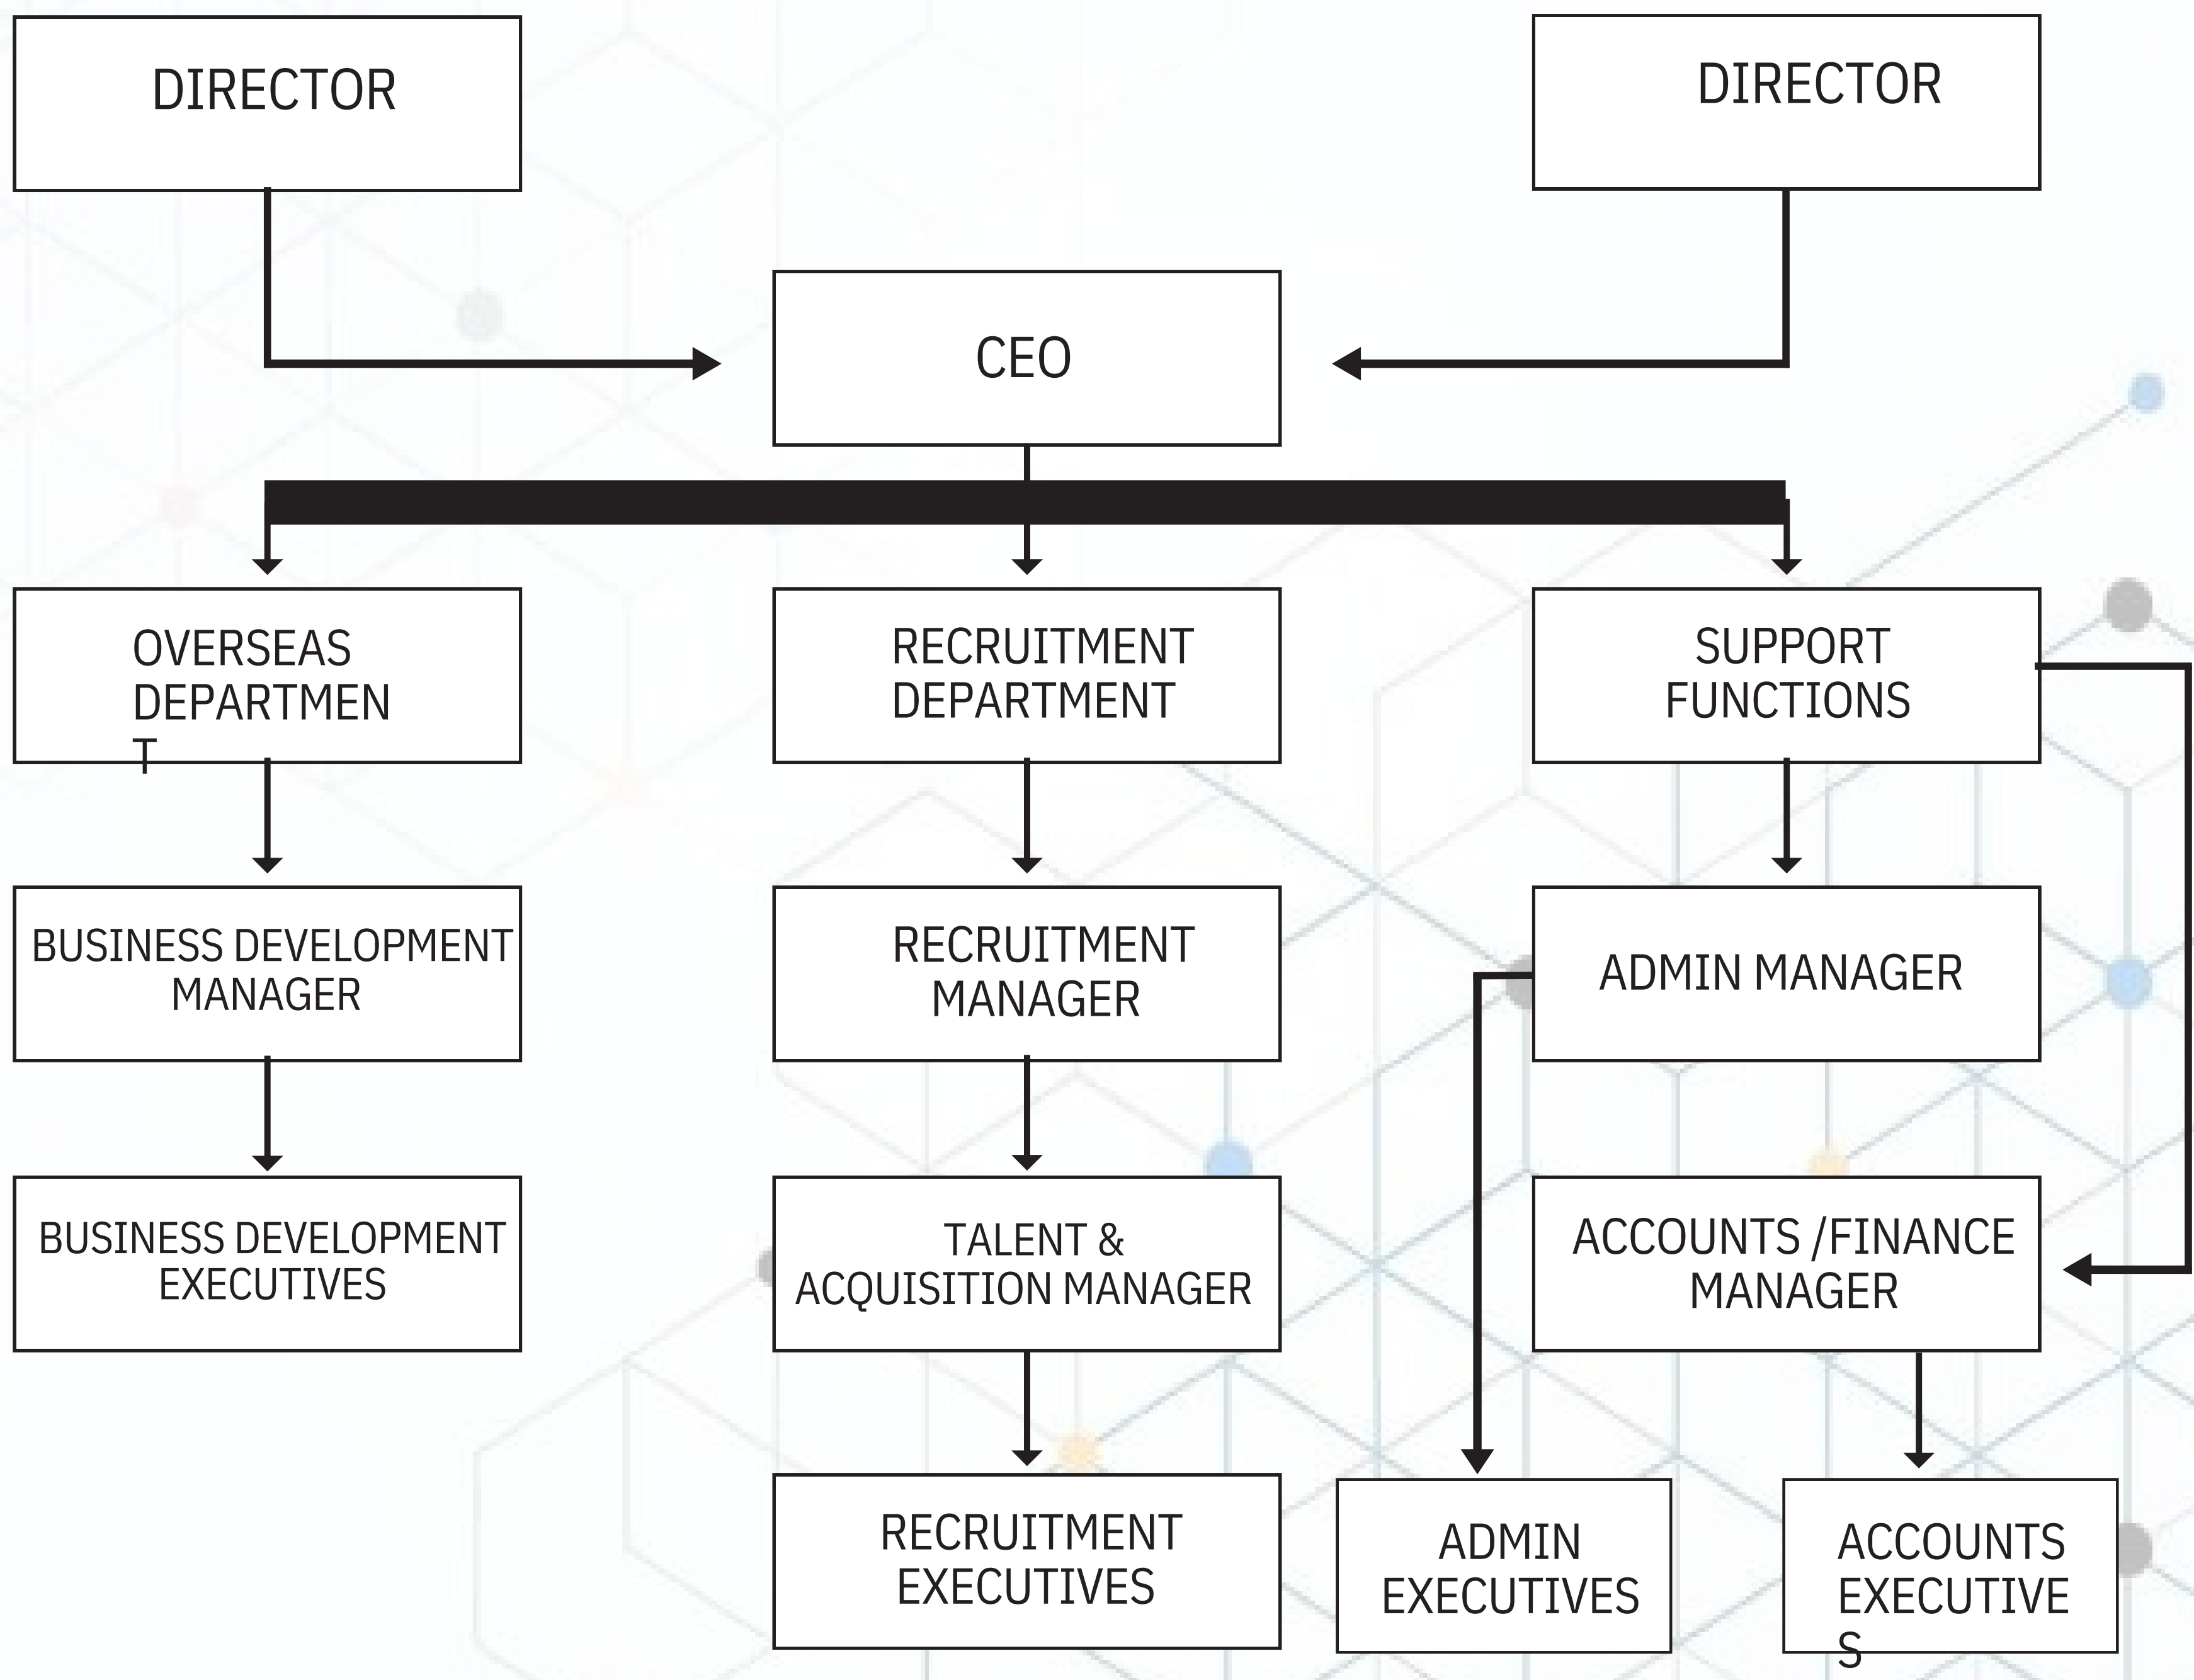 DIRECTOR
DIRECTOR
CEO
OVERSEAS
DEPARTMEN
T
RECRUITMENT
DEPARTMENT
SUPPORT
FUNCTIONS
BUSINESS DEVELOPMENT
MANAGER
RECRUITMENT
MANAGER
ADMIN MANAGER
BUSINESS DEVELOPMENT
EXECUTIVES
TALENT &
ACQUISITION MANAGER
ACCOUNTS /FINANCE
MANAGER
RECRUITMENT
EXECUTIVES
ADMIN
EXECUTIVES
ACCOUNTS
EXECUTIVE
S